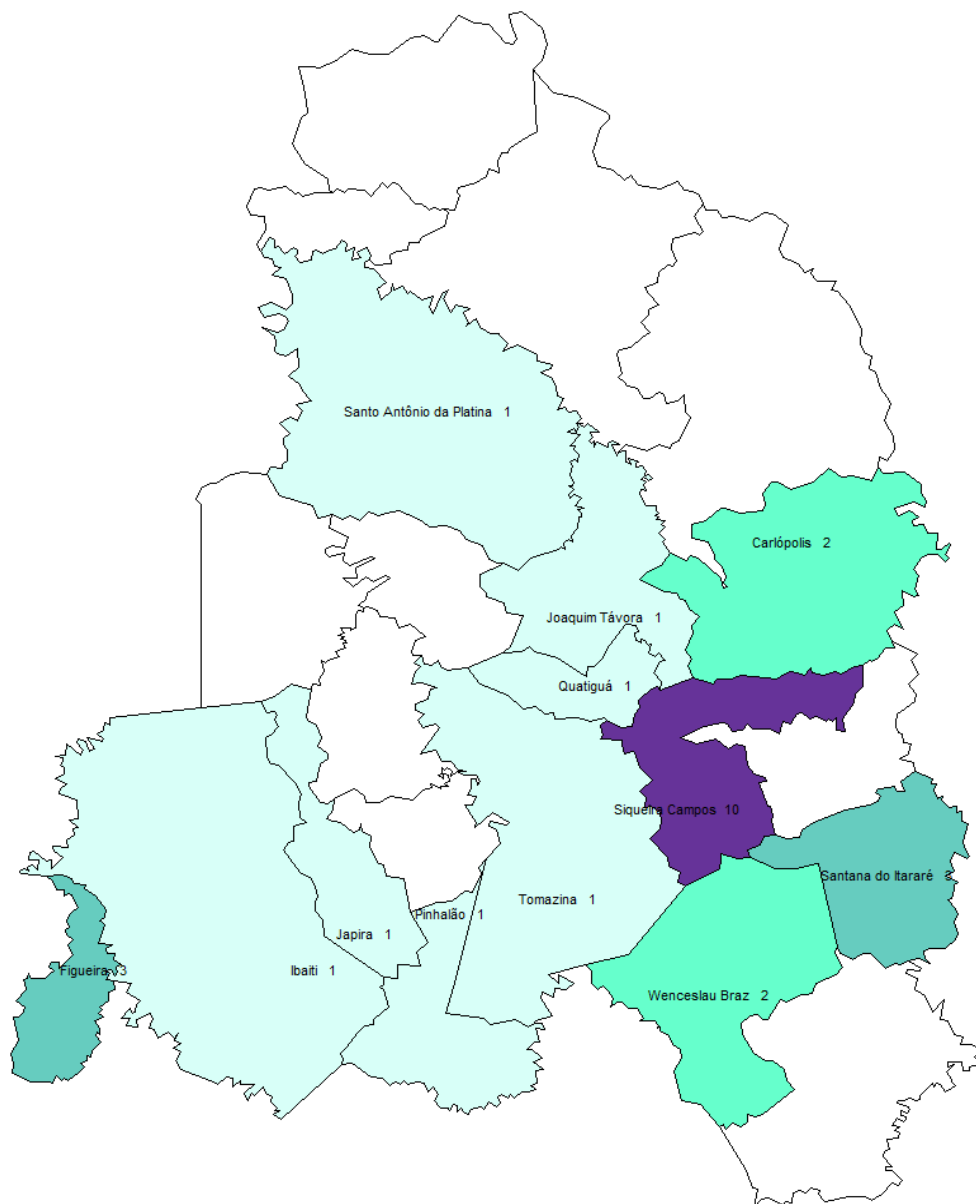 Santo Antônio da Platina 1
Carlópolis 2
Joaquim Távora 1
Quatiguá 1
Siqueira Campos 10
Santana do Itararé 3
Tomazina 1
Pinhalão 1
Japira 1
Ibaiti 1
Figueira 3
Wenceslau Braz 2